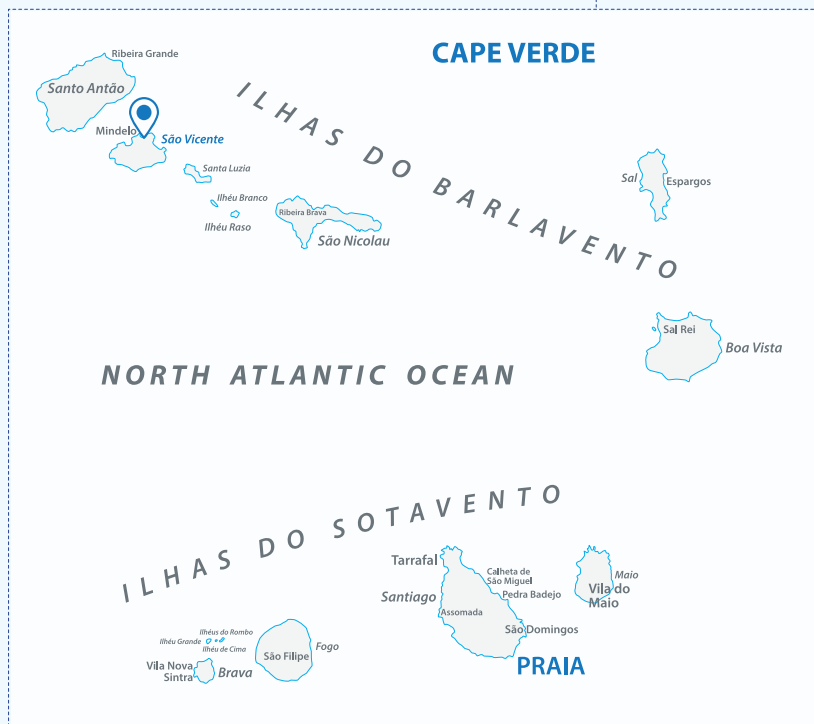 CAPE VERDE
Ribeira Grande
Santo Antão
ILHAS DO BARLAVENTO
Mindelo
São Vicente
Santa Luzia
Sal
Espargos
Ilhéu Branco
Ribeira Brava
Ilhéu Raso
São Nicolau
Sal Rei
Boa Vista
NORTH ATLANTIC OCEAN
ILHAS DO SOTAVENTO
Tarrafal
Calheta de
São Miguel
Maio
Pedra Badejo
Vila do
Maio
Santiago
Assomada
São Domingos
Ilhéus do Rombo
Ilhéu Grande
Ilhéu de Cima
Fogo
São Filipe
Vila Nova
Sintra
Brava
PRAIA